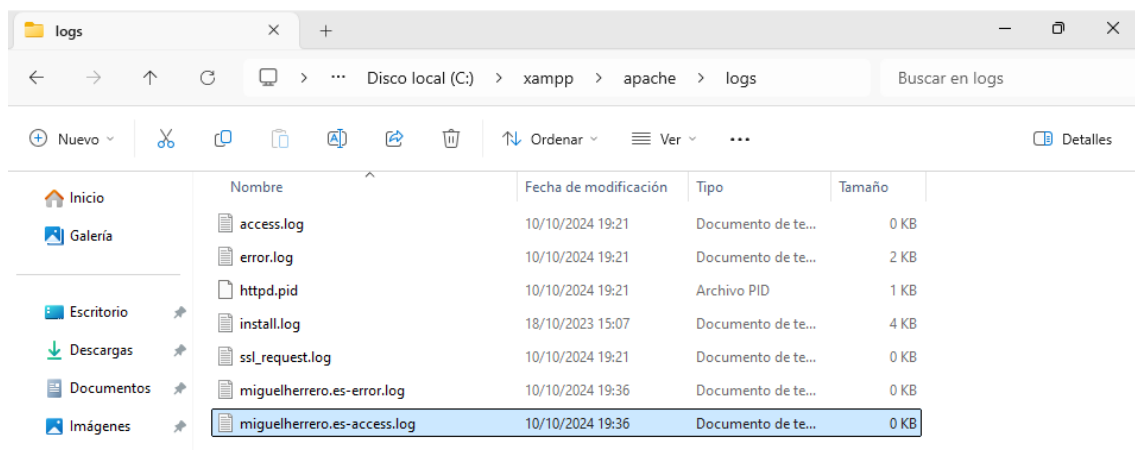 logs
··· Disco local (C:) > xampp > apache > logs Buscar en logs
Nuevo Ordenar Ver ··· Detalles
Inicio
Galería
Escritorio
Descargas
Documentos
Imágenes
Nombre Fecha de modificación Tipo Tamaño
access.log 10/10/2024 19:21 Documento de te... 0 KB
error.log 10/10/2024 19:21 Documento de te... 2 KB
httpd.pid 10/10/2024 19:21 Archivo PID 1 KB
install.log 18/10/2023 15:07 Documento de te... 4 KB
ssl_request.log 10/10/2024 19:21 Documento de te... 0 KB
miguelherrero.es-error.log 10/10/2024 19:36 Documento de te... 0 KB
miguelherrero.es-access.log 10/10/2024 19:36 Documento de te... 0 KB